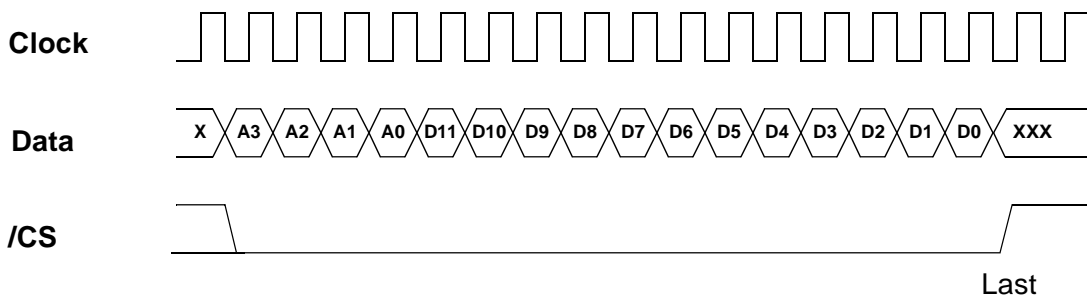 Clock
Data X A3 A2 A1 A0 D11 D10 D9 D8 D7 D6 D5 D4 D3 D2 D1 D0 XXX
/CS
Last